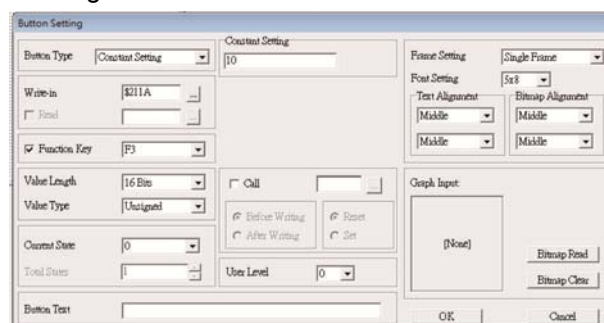 Button Setting
Button Type
Constant Setting
Constant Setting
10
Frame Setting
Single Frame
Font Setting
5x8
Text Alignment
Bitmap Alignment
Middle
Middle
Middle
Middle
Write-in
$211A
...
Read
...
Function Key
F3
Value Length
16 Bits
Value Type
Unsigned
Call
...
Before Writing
After Writing
Reset
Set
Graph Input:
[None]
Bitmap Read
Bitmap Clear
Current State
0
Total States
1
User Level
0
Button Text
OK
Cancel